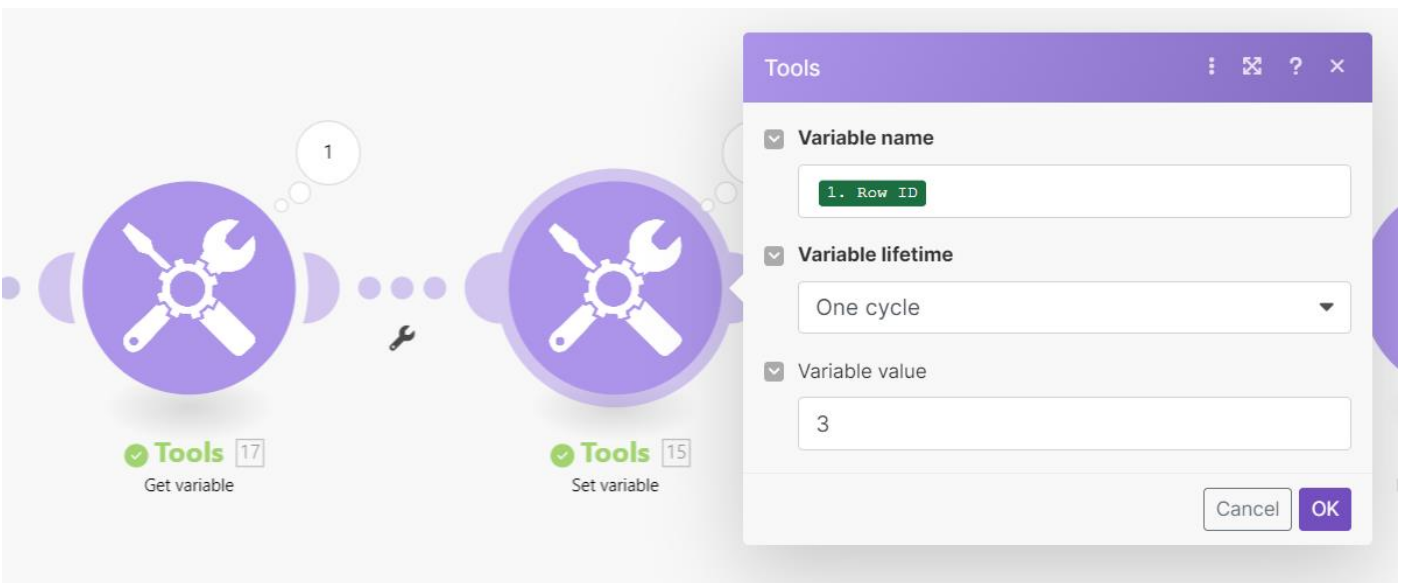 Tools
?
Variable name
1. Row ID
Variable lifetime
One cycle
Variable value
3
Cancel
OK
1
Tools 17
Get variable
Tools 15
Set variable